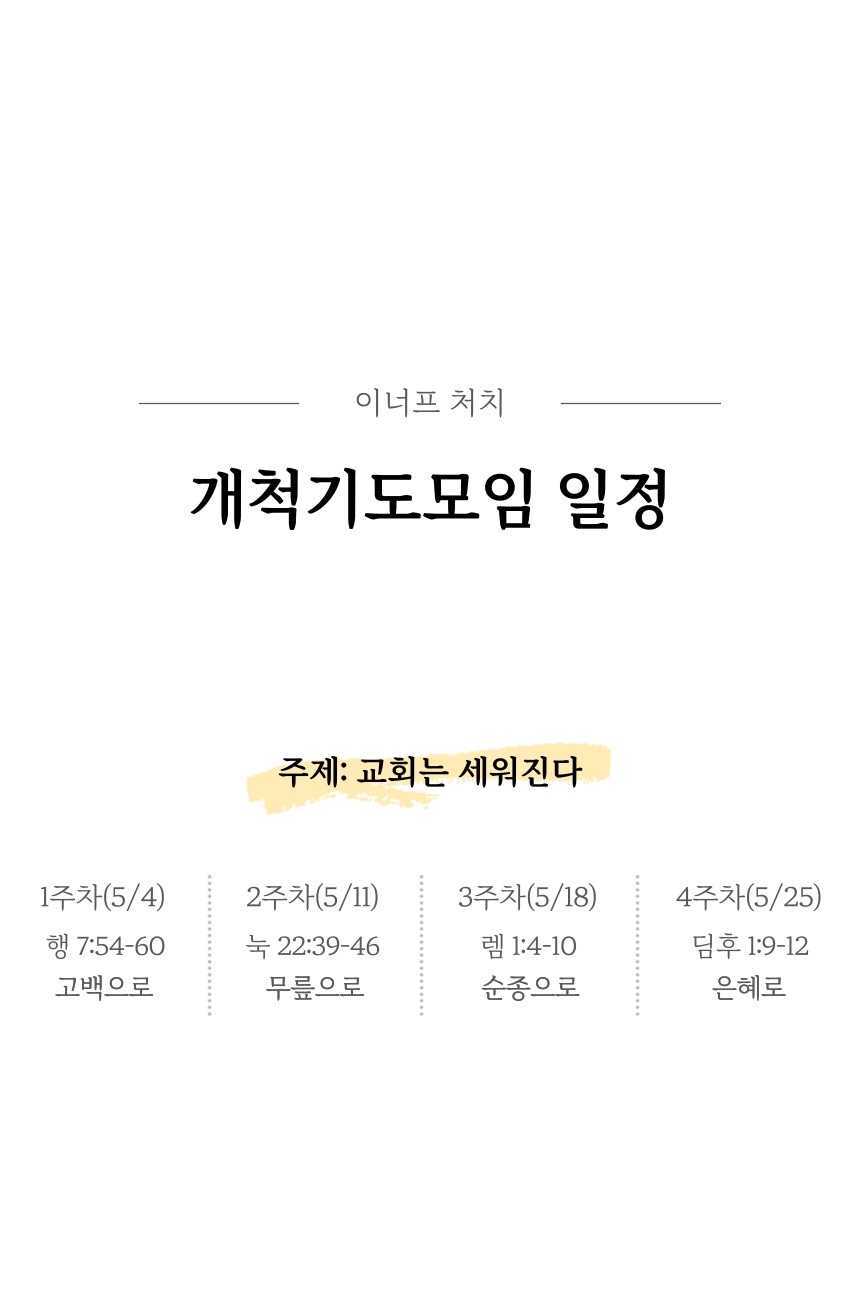 이너프 처치
개척기도모임 일정
주제: 교회는 세워진다
1주차(5/4)
행 7:54-60
고백으로
2주차(5/11)
눅 22:39-46
무릎으로
3주차(5/18)
렘 1:4-10
순종으로
4주차(5/25)
딤후 1:9-12
은혜로